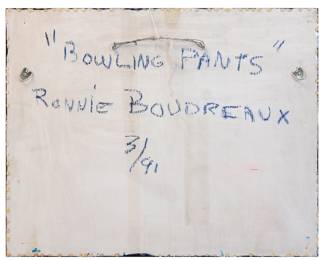 "BOWLING PANTS"
RONNIE BOUDREAUX
3/91